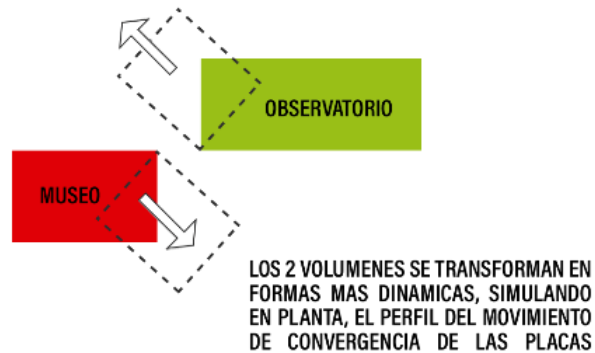 OBSERVATORIO
MUSEO
LOS 2 VOLUMENES SE TRANSFORMAN EN
FORMAS MAS DINAMICAS, SIMULANDO
EN PLANTA, EL PERFIL DEL MOVIMIENTO
DE CONVERGENCIA DE LAS PLACAS